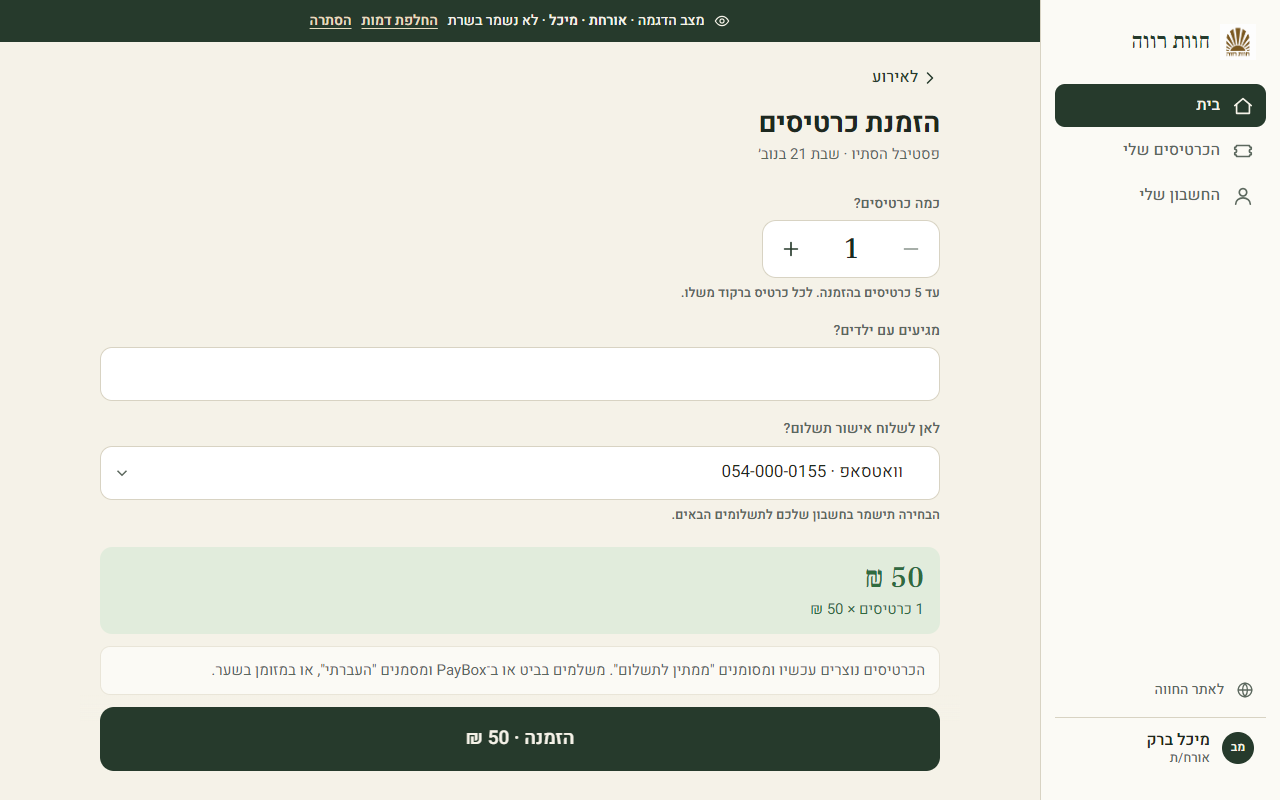 מצב הדגמה · אורחת · מיכל · לא נשמר בשרת החלפת דמות הסתרה
חוות רווה
בית
הכרטיסים שלי
החשבון שלי
לאתר החווה
מב
מיכל ברק
אורח/ת
לאירוע
הזמנת כרטיסים
פסטיבל הסתיו · שבת 21 בנוב׳
כמה כרטיסים?
1
עד 5 כרטיסים בהזמנה. לכל כרטיס ברקוד משלו.
מגיעים עם ילדים?
לאן לשלוח אישור תשלום?
וואטסאפ · 054-000-0155
הבחירה תישמר בחשבון שלכם לתשלומים הבאים.
50 ₪
1 כרטיסים × 50 ₪
הכרטיסים נוצרים עכשיו ומסומנים "ממתין לתשלום". משלמים בביט או ב־PayBox ומסמנים "העברתי", או במזומן בשער.
הזמנה · 50 ₪